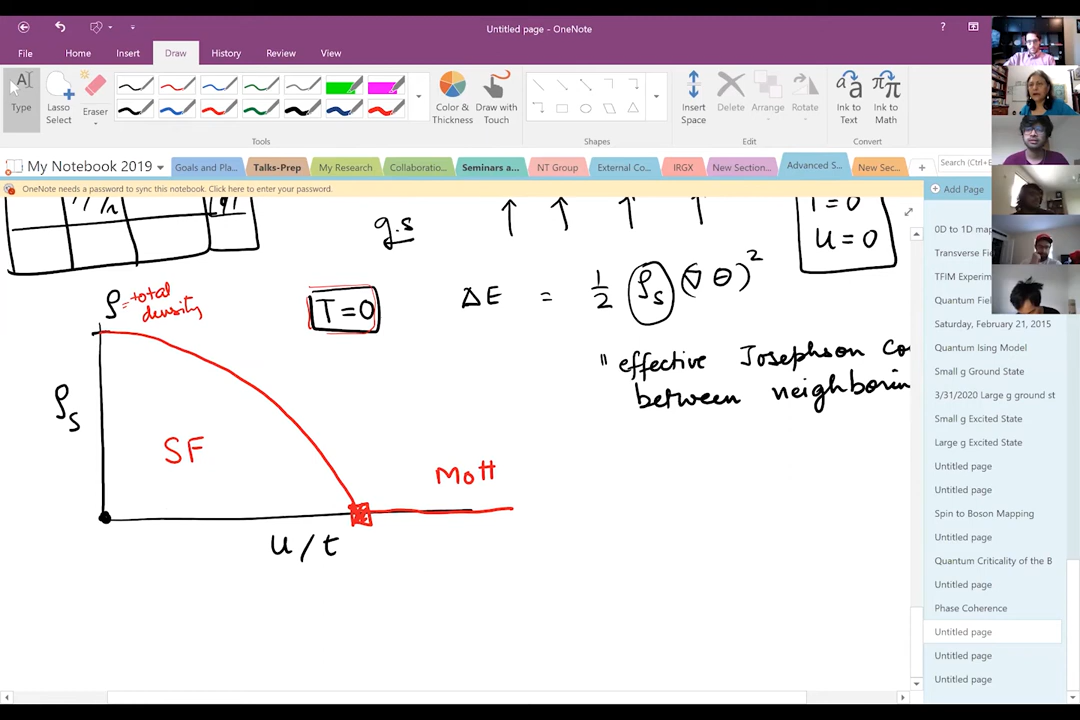 Untitled page - OneNote
?
File Home Insert Draw History Review View
Type
Lasso Select
Eraser
Color & Thickness
Draw with Touch
Insert Space
Delete
Arrange
Rotate
Ink to Text
Ink to Math
Tools
Shapes
Edit
Convert
My Notebook 2019
Goals and Pla...
Talks-Prep
My Research
Collaboratio...
Seminars a...
NT Group
External Co...
IRGX
New Section...
Advanced S...
New Sec...
+
Search (Ctrl+E
OneNote needs a password to sync this notebook. Click here to enter your password.
Add Page
g.s ↑ ↑ ↑ ↑
T = 0
U = 0
ρ = total density
T = 0
ΔE = 1/2 ρs (∇θ)²
" effective Josephson co
between neighborin
ρs
SF
Mott
U / t
0D to 1D map
Transverse F
TFIM Experim
Quantum Fi
Saturday, February 21, 2015
Quantum Ising Model
Small g Ground State
3/31/2020 Large g ground st
Small g Excited State
Large g Excited State
Untitled page
Untitled page
Spin to Boson Mapping
Untitled page
Quantum Criticality of the B
Untitled page
Phase Coherence
Untitled page
Untitled page
Untitled page